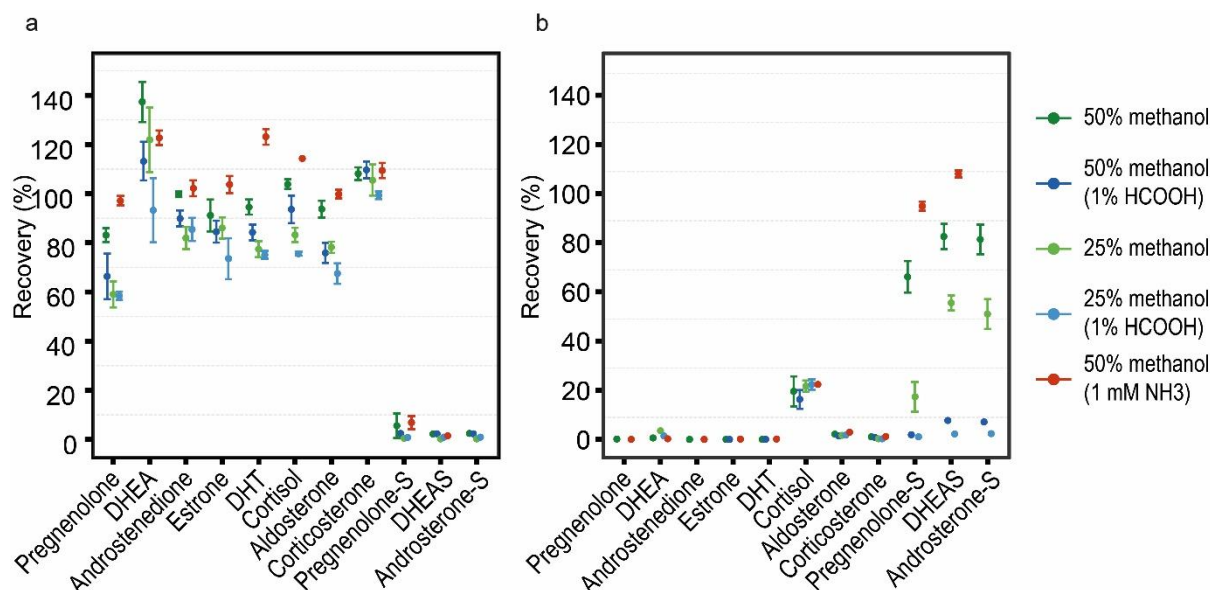 a
Recovery (%)
140
120
100
80
60
40
20
0
Pregnenolone
DHEA
Androstenedione
Estrone
DHT
Cortisol
Aldosterone
Corticosterone
Pregnenolone-S
DHEAS
Androsterone-S
b
Recovery (%)
140
120
100
80
60
40
20
0
Pregnenolone
DHEA
Androstenedione
Estrone
DHT
Cortisol
Aldosterone
Corticosterone
Pregnenolone-S
DHEAS
Androsterone-S
50% methanol
50% methanol
(1% HCOOH)
25% methanol
25% methanol
(1% HCOOH)
50% methanol
(1 mM NH3)